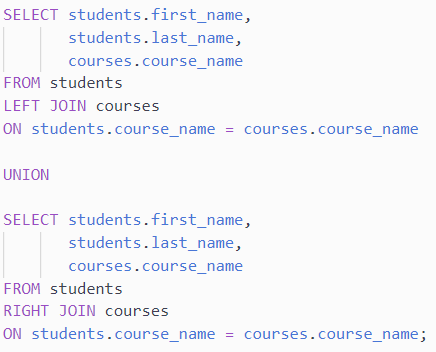 SELECT students.first_name,
students.last_name,
courses.course_name
FROM students
LEFT JOIN courses
ON students.course_name = courses.course_name
UNION
SELECT students.first_name,
students.last_name,
courses.course_name
FROM students
RIGHT JOIN courses
ON students.course_name = courses.course_name;